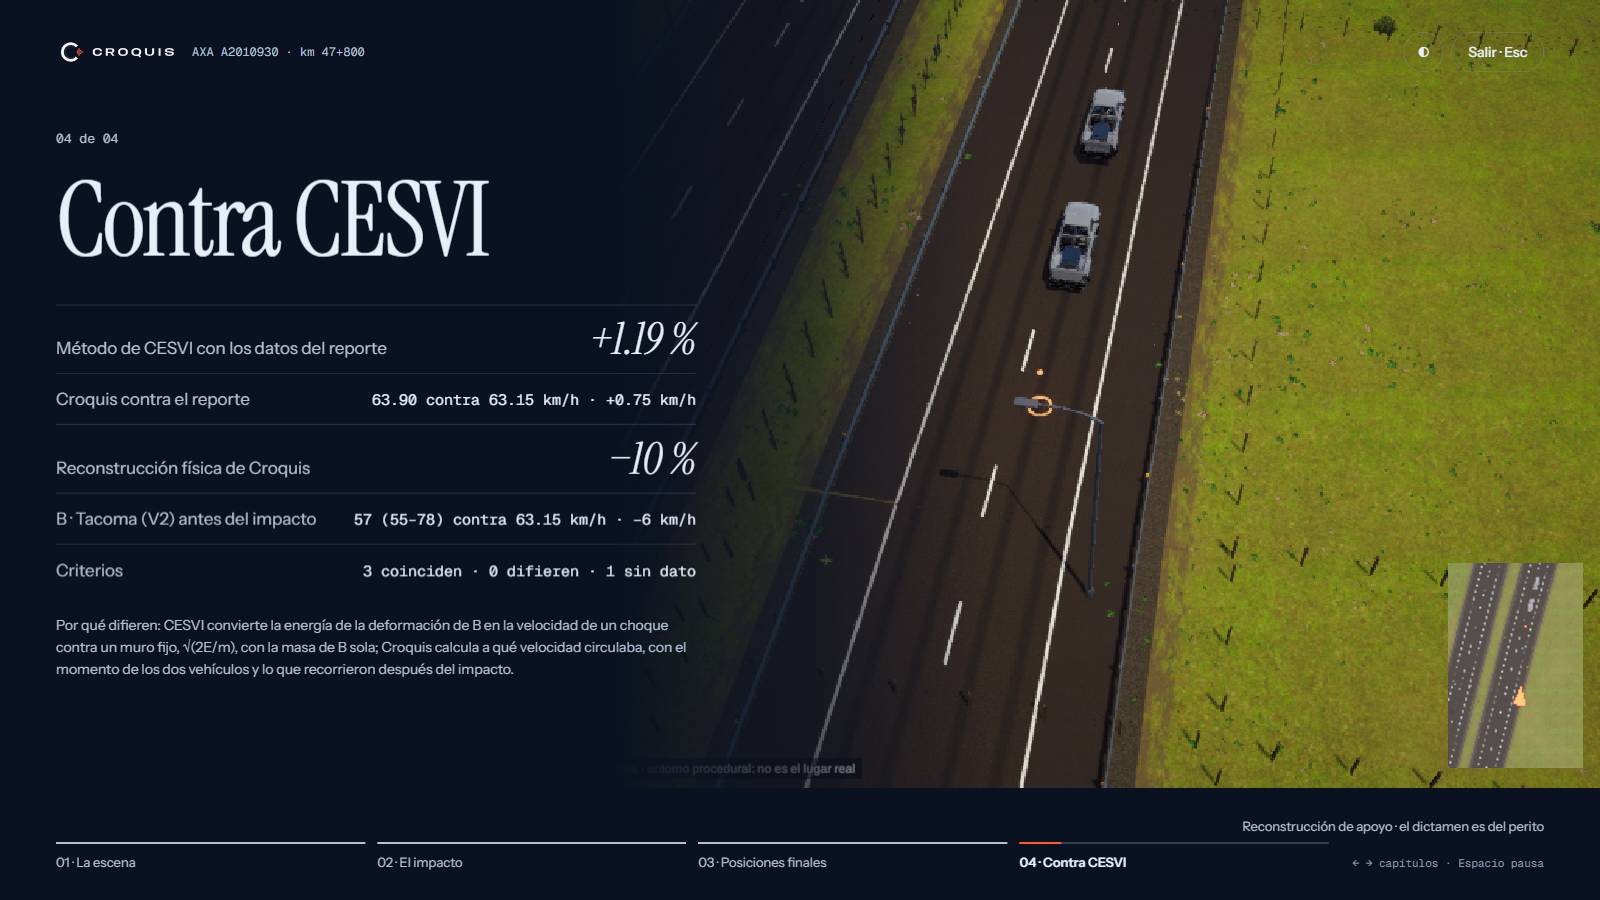 CROQUIS AXA A2010930 · km 47+800
◐ Salir · Esc
04 de 04
Contra CESVI
Método de CESVI con los datos del reporte +1.19 %
Croquis contra el reporte 63.90 contra 63.15 km/h · +0.75 km/h
Reconstrucción física de Croquis −10 %
B · Tacoma (V2) antes del impacto 57 (55–78) contra 63.15 km/h · −6 km/h
Criterios 3 coinciden · 0 difieren · 1 sin dato
Por qué difieren: CESVI convierte la energía de la deformación de B en la velocidad de un choque
contra un muro fijo, √(2E/m), con la masa de B sola; Croquis calcula a qué velocidad circulaba, con el
momento de los dos vehículos y lo que recorrieron después del impacto.
· entorno procedural: no es el lugar real
Reconstrucción de apoyo · el dictamen es del perito
01 · La escena
02 · El impacto
03 · Posiciones finales
04 · Contra CESVI
← → capítulos · Espacio pausa